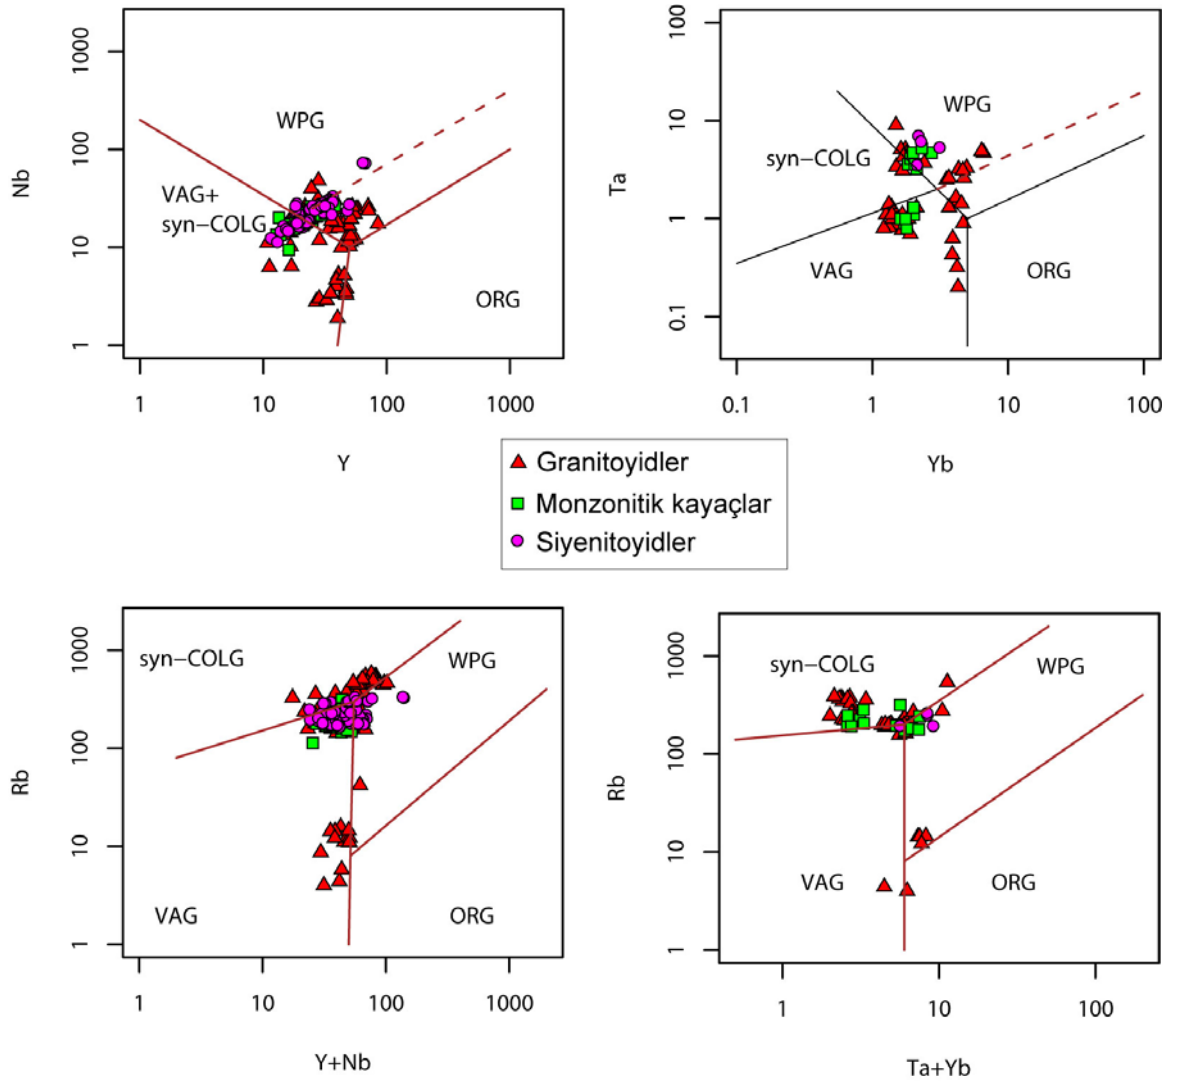 Nb
1000
100
10
1
WPG
VAG+
syn−COLG
ORG
1
10
100
1000
Y
Ta
100
10
1
0.1
WPG
syn−COLG
VAG
ORG
0.1
1
10
100
Yb
Granitoyidler
Monzonitik kayaçlar
Siyenitoyidler
Rb
1000
100
10
1
syn−COLG
WPG
VAG
ORG
1
10
100
1000
Y+Nb
Rb
1000
100
10
1
syn−COLG
WPG
VAG
ORG
1
10
100
Ta+Yb